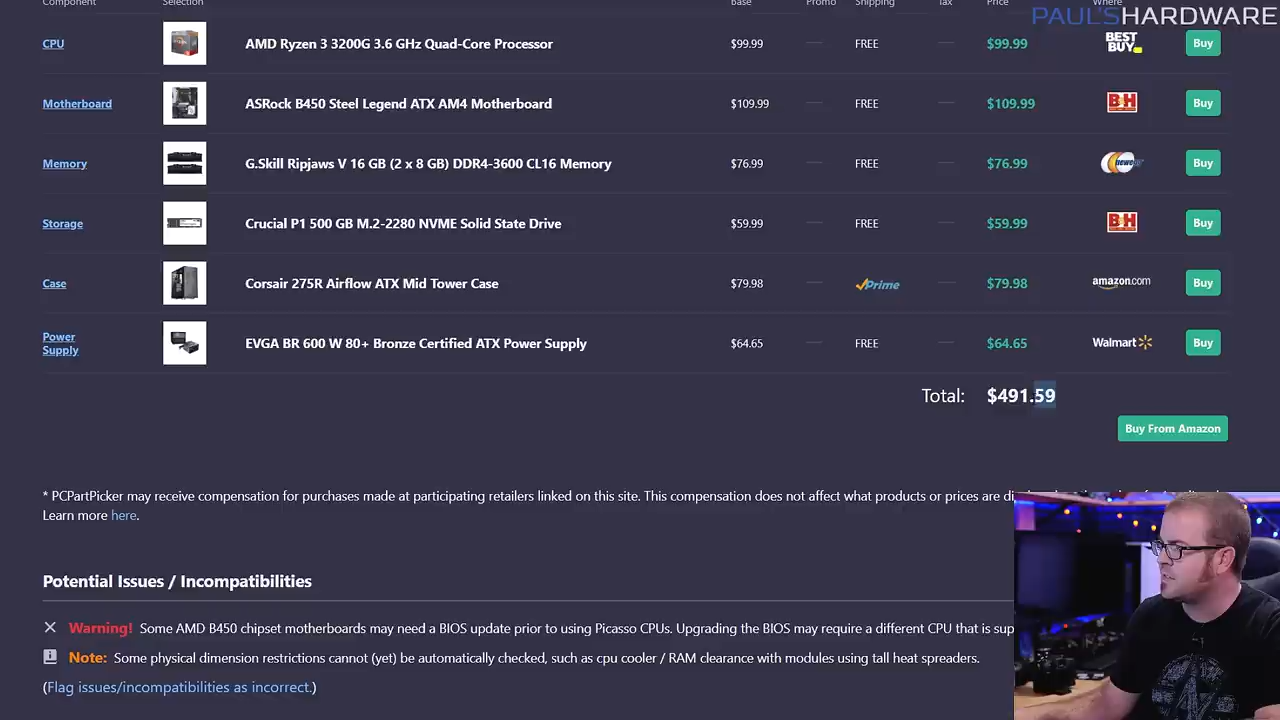 Component Selection Base Promo Shipping Tax Price Where
PAUL'SHARDWARE
CPU AMD Ryzen 3 3200G 3.6 GHz Quad-Core Processor $99.99 FREE $99.99 BEST BUY Buy
Motherboard ASRock B450 Steel Legend ATX AM4 Motherboard $109.99 FREE $109.99 B&H Buy
Memory G.Skill Ripjaws V 16 GB (2 x 8 GB) DDR4-3600 CL16 Memory $76.99 FREE $76.99 newegg Buy
Storage Crucial P1 500 GB M.2-2280 NVME Solid State Drive $59.99 FREE $59.99 B&H Buy
Case Corsair 275R Airflow ATX Mid Tower Case $79.98 Prime $79.98 amazon.com Buy
Power Supply EVGA BR 600 W 80+ Bronze Certified ATX Power Supply $64.65 FREE $64.65 Walmart Buy
Total: $491.59
Buy From Amazon
* PCPartPicker may receive compensation for purchases made at participating retailers linked on this site. This compensation does not affect what products or prices are
Learn more here.
Potential Issues / Incompatibilities
Warning! Some AMD B450 chipset motherboards may need a BIOS update prior to using Picasso CPUs. Upgrading the BIOS may require a different CPU that is sup
Note: Some physical dimension restrictions cannot (yet) be automatically checked, such as cpu cooler / RAM clearance with modules using tall heat spreaders.
(Flag issues/incompatibilities as incorrect.)